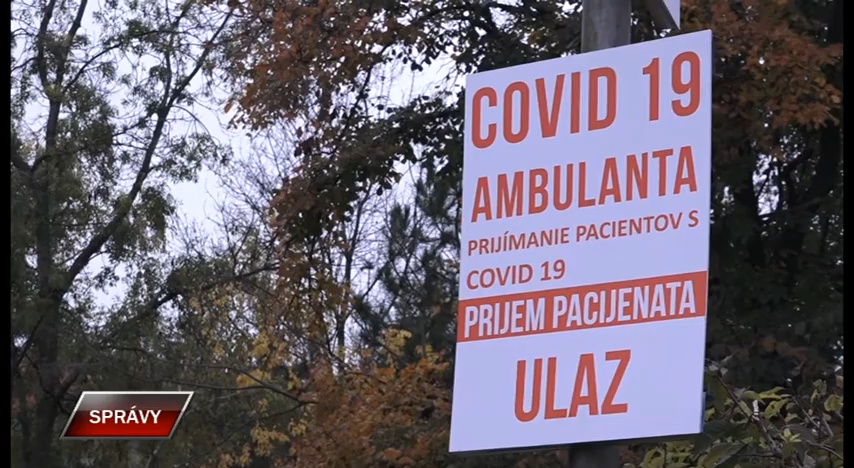 COVID 19
AMBULANTA
PRIJÍMANIE PACIENTOV S
COVID 19
PRIJEM PACIJENATA
ULAZ
SPRÁVY